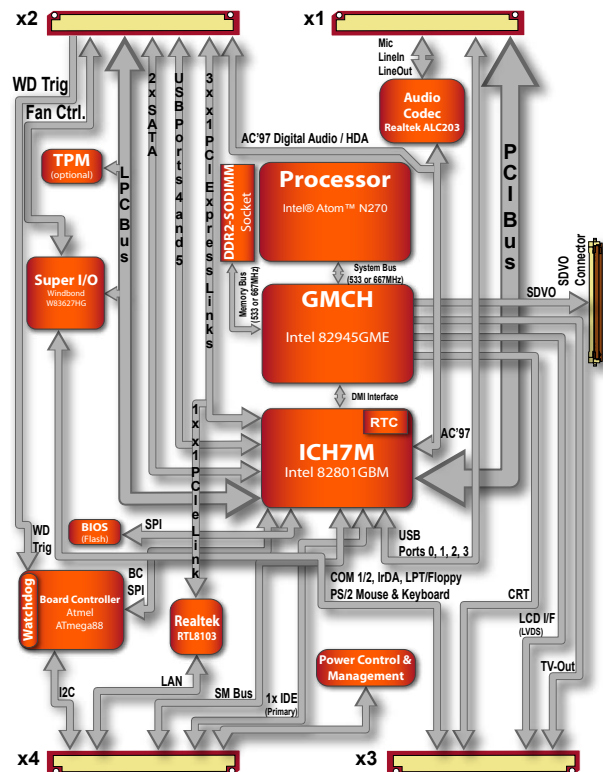 x2
x1
WD Trig
Fan Ctrl.
TPM
(optional)
LPC Bus
2x SATA
USB Ports 4 and 5
3x x1 PCI Express Links
AC'97 Digital Audio / HDA
Mic
LineIn
LineOut
Audio
Codec
Realtek ALC203
PCI Bus
DDR2-SODIMM
Socket
Processor
Intel® Atom™ N270
Super I/O
Windbond
W83627HG
Memory Bus
(533 or 667MHz)
System Bus
(533 or 667MHz)
GMCH
Intel 82945GME
SDVO
SDVO
Connector
DMI Interface
RTC
ICH7M
Intel 82801GBM
AC'97
1x x1 PCIe Link
BIOS
(Flash)
SPI
WD
Trig
BC
SPI
USB
Ports 0, 1, 2, 3
COM 1/2, IrDA, LPT/Floppy
PS/2 Mouse & Keyboard
CRT
LCD I/F
(LVDS)
TV-Out
Watchdog
Board Controller
Atmel
ATmega88
Realtek
RTL8103
Power Control &
Management
I2C
LAN
SM Bus
1x IDE
(Primary)
x4
x3